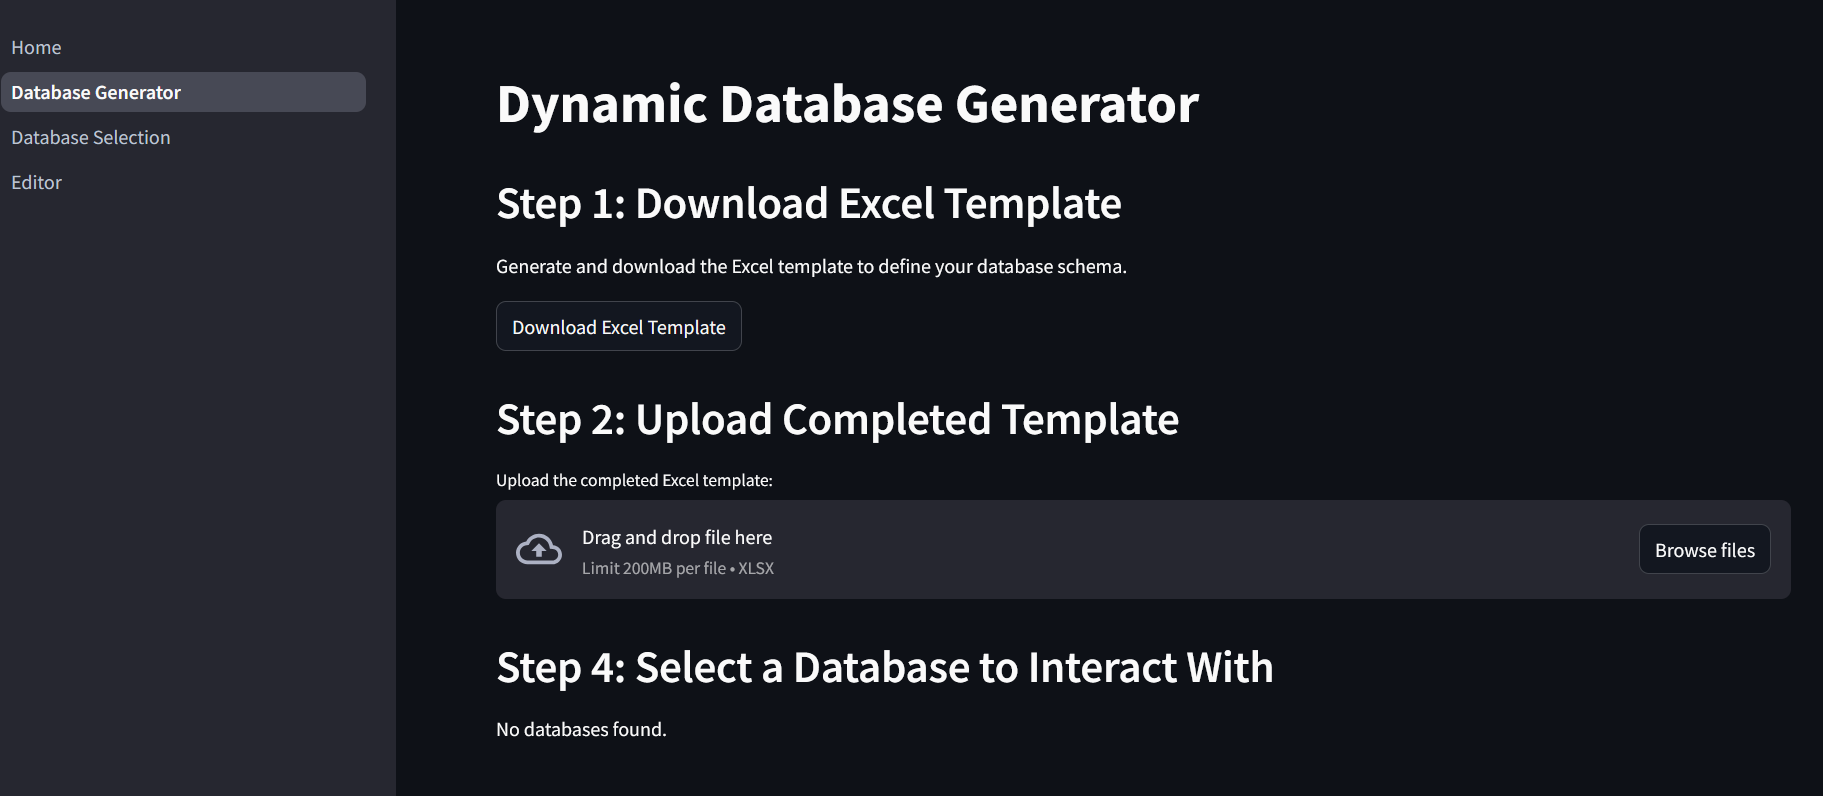 Home
Database Generator
Database Selection
Editor
Dynamic Database Generator
Step 1: Download Excel Template
Generate and download the Excel template to define your database schema.
Download Excel Template
Step 2: Upload Completed Template
Upload the completed Excel template:
Drag and drop file here
Limit 200MB per file • XLSX
Browse files
Step 4: Select a Database to Interact With
No databases found.